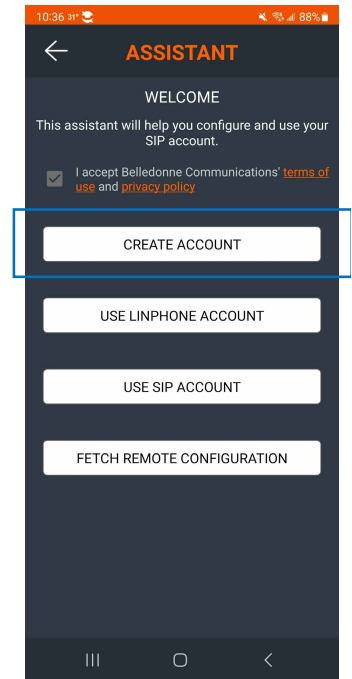 10:36 31° 88%
ASSISTANT
WELCOME
This assistant will help you configure and use your
SIP account.
I accept Belledonne Communications' terms of
use and privacy policy
CREATE ACCOUNT
USE LINPHONE ACCOUNT
USE SIP ACCOUNT
FETCH REMOTE CONFIGURATION